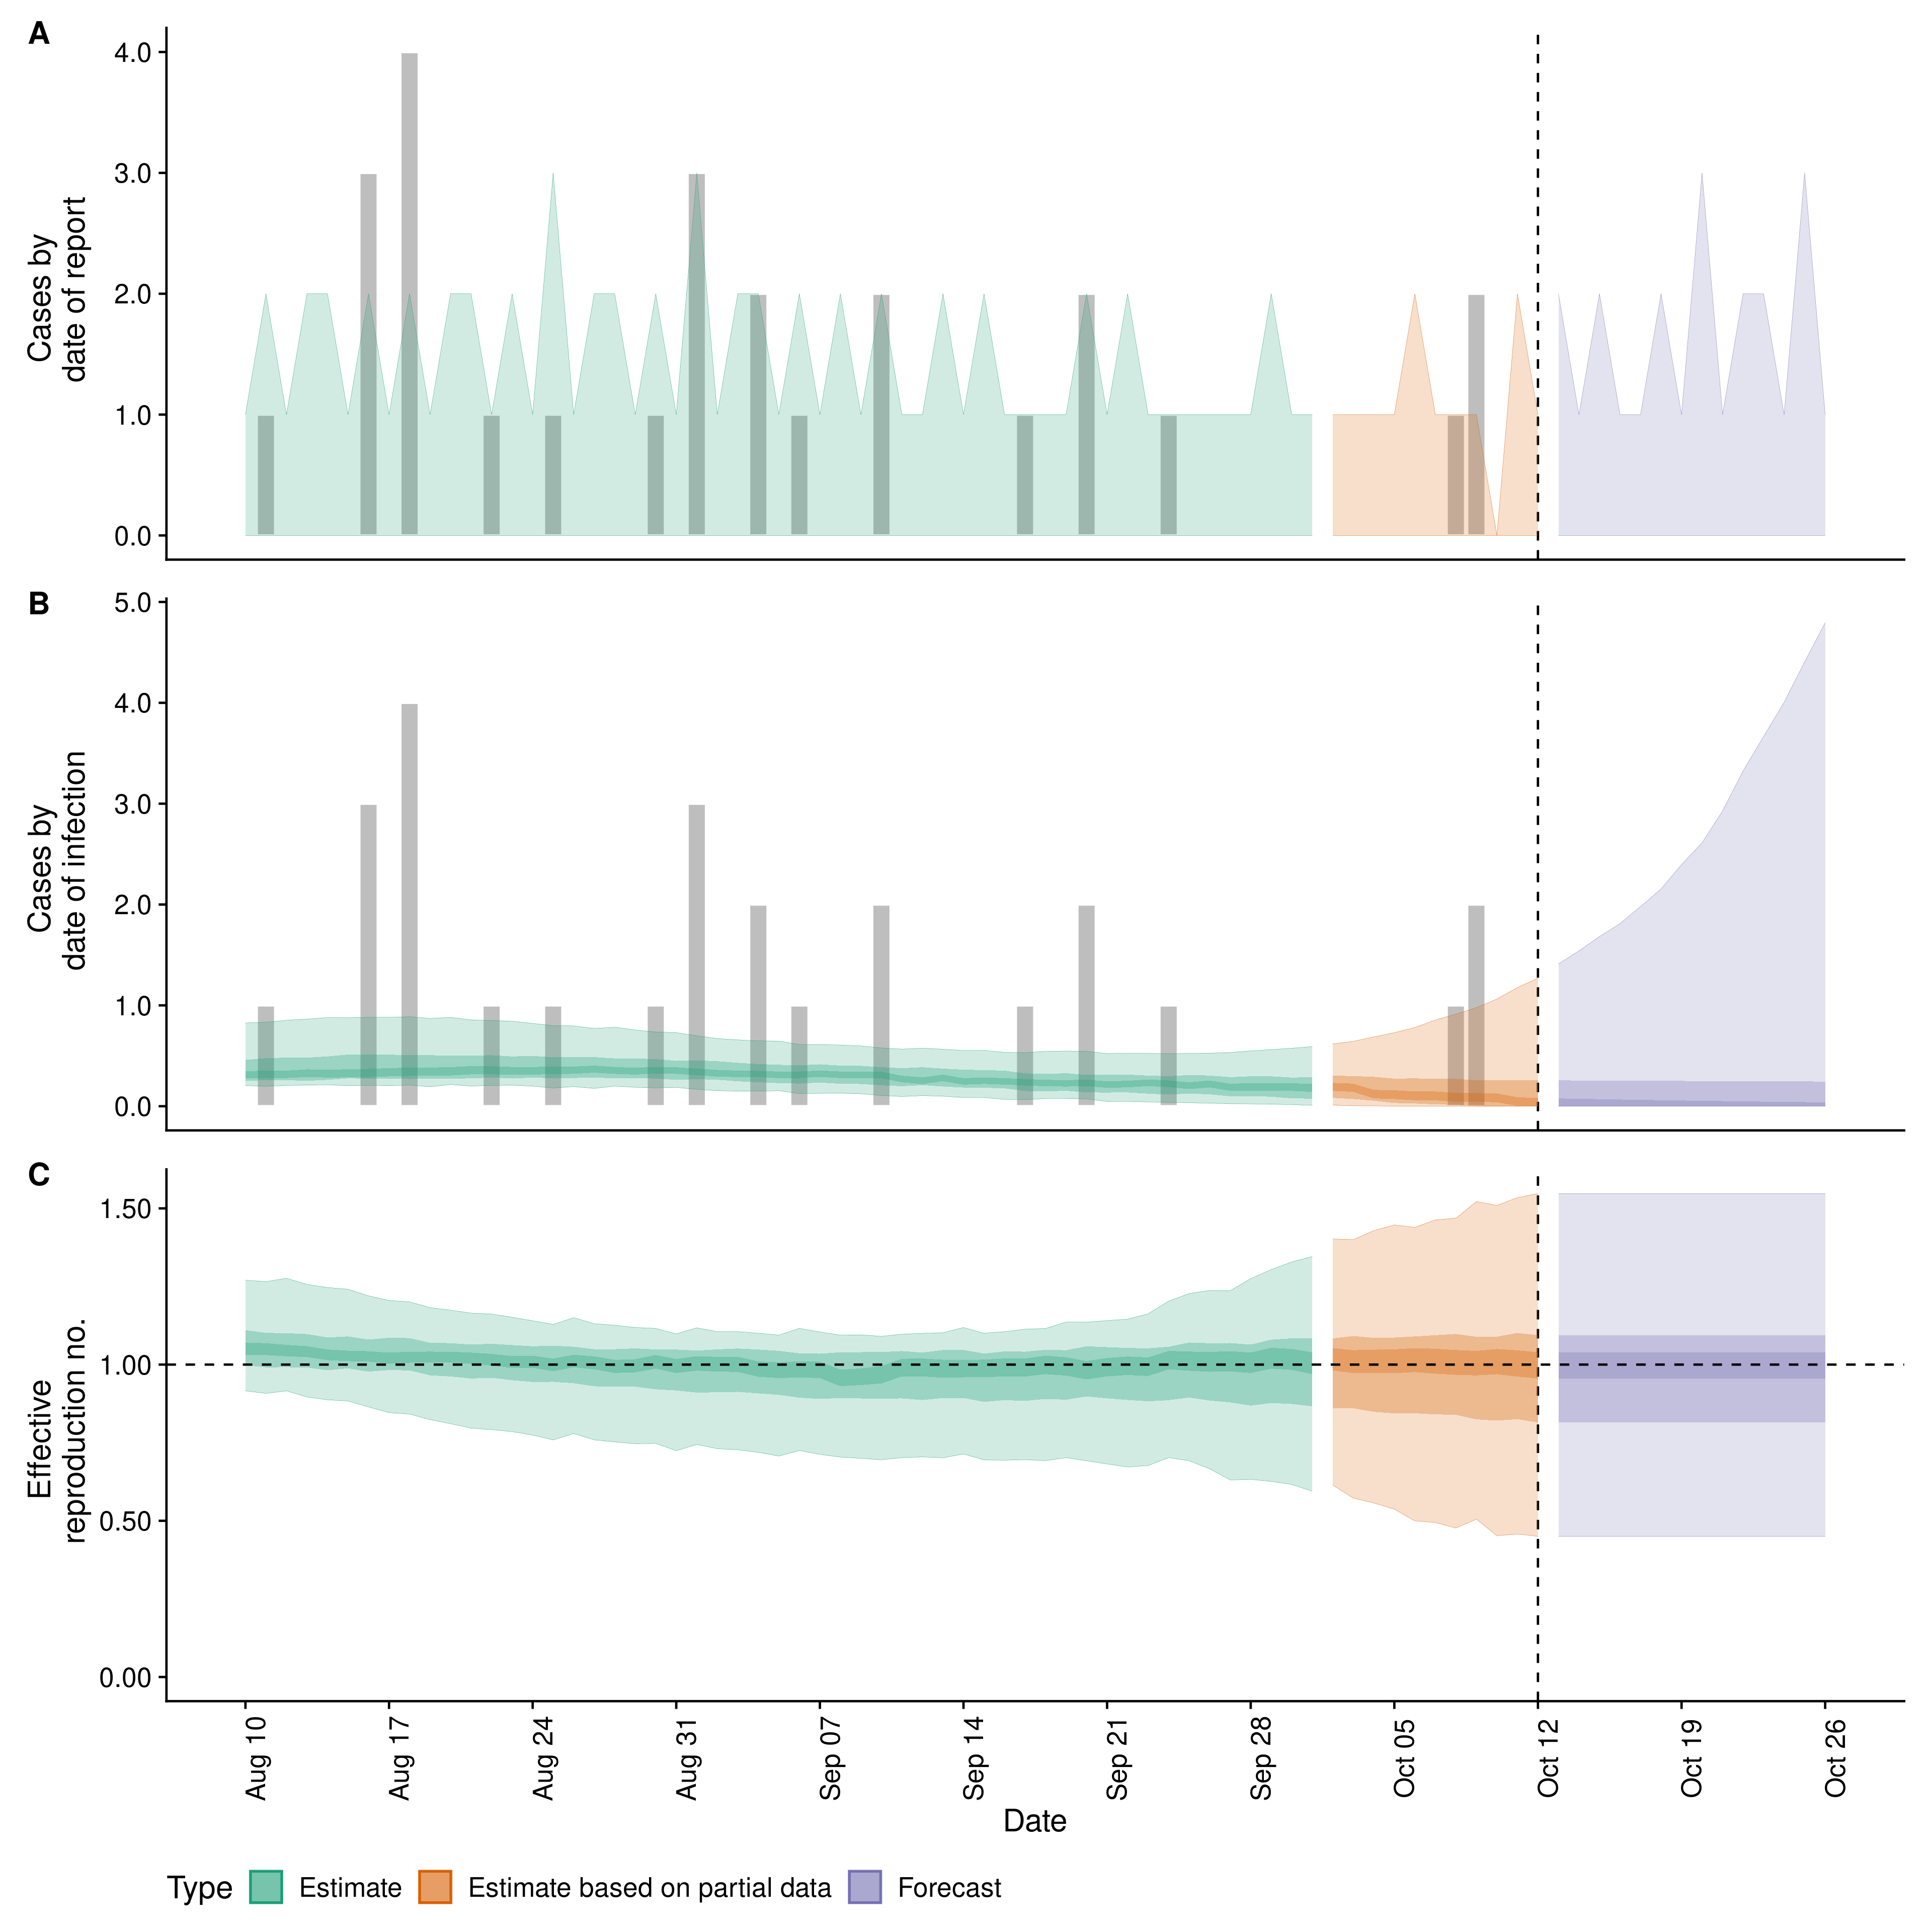 A
Cases by
date of report
4.0
3.0
2.0
1.0
0.0
B
Cases by
date of infection
5.0
4.0
3.0
2.0
1.0
0.0
C
Effective
reproduction no.
1.50
1.00
0.50
0.00
Aug 10
Aug 17
Aug 24
Aug 31
Sep 07
Sep 14
Sep 21
Sep 28
Oct 05
Oct 12
Oct 19
Oct 26
Date
Type Estimate Estimate based on partial data Forecast